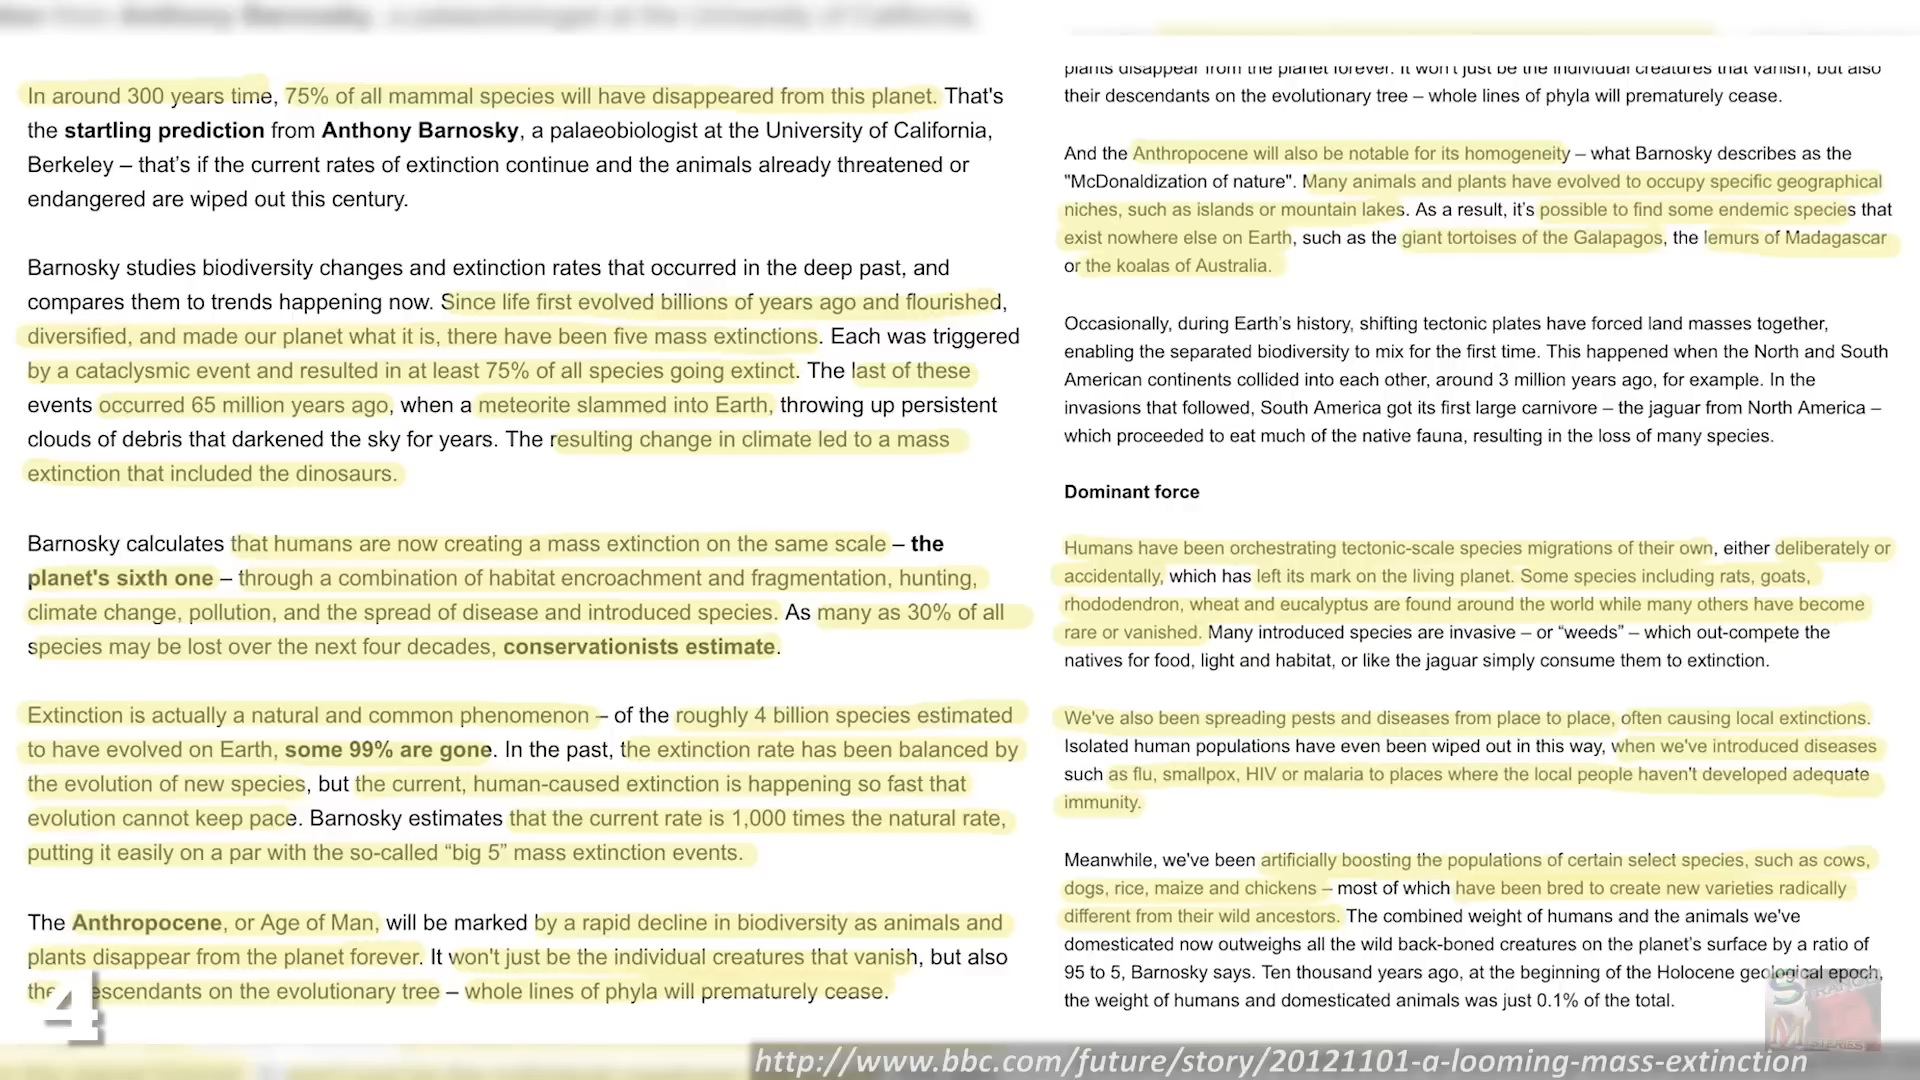 In around 300 years time, 75% of all mammal species will have disappeared from this planet. That's
the startling prediction from Anthony Barnosky, a palaeobiologist at the University of California,
Berkeley – that's if the current rates of extinction continue and the animals already threatened or
endangered are wiped out this century.
Barnosky studies biodiversity changes and extinction rates that occurred in the deep past, and
compares them to trends happening now. Since life first evolved billions of years ago and flourished,
diversified, and made our planet what it is, there have been five mass extinctions. Each was triggered
by a cataclysmic event and resulted in at least 75% of all species going extinct. The last of these
events occurred 65 million years ago, when a meteorite slammed into Earth, throwing up persistent
clouds of debris that darkened the sky for years. The resulting change in climate led to a mass
extinction that included the dinosaurs.
Barnosky calculates that humans are now creating a mass extinction on the same scale – the
planet's sixth one – through a combination of habitat encroachment and fragmentation, hunting,
climate change, pollution, and the spread of disease and introduced species. As many as 30% of all
species may be lost over the next four decades, conservationists estimate.
Extinction is actually a natural and common phenomenon – of the roughly 4 billion species estimated
to have evolved on Earth, some 99% are gone. In the past, the extinction rate has been balanced by
the evolution of new species, but the current, human-caused extinction is happening so fast that
evolution cannot keep pace. Barnosky estimates that the current rate is 1,000 times the natural rate,
putting it easily on a par with the so-called “big 5” mass extinction events.
The Anthropocene, or Age of Man, will be marked by a rapid decline in biodiversity as animals and
plants disappear from the planet forever. It won't just be the individual creatures that vanish, but also
descendants on the evolutionary tree – whole lines of phyla will prematurely cease.
4
plants disappear from the planet forever. It won't just be the individual creatures that vanish, but also
their descendants on the evolutionary tree – whole lines of phyla will prematurely cease.
And the Anthropocene will also be notable for its homogeneity – what Barnosky describes as the
"McDonaldization of nature". Many animals and plants have evolved to occupy specific geographical
niches, such as islands or mountain lakes. As a result, it’s possible to find some endemic species that
exist nowhere else on Earth, such as the giant tortoises of the Galapagos, the lemurs of Madagascar
or the koalas of Australia.
Occasionally, during Earth’s history, shifting tectonic plates have forced land masses together,
enabling the separated biodiversity to mix for the first time. This happened when the North and South
American continents collided into each other, around 3 million years ago, for example. In the
invasions that followed, South America got its first large carnivore – the jaguar from North America –
which proceeded to eat much of the native fauna, resulting in the loss of many species.
Dominant force
Humans have been orchestrating tectonic-scale species migrations of their own, either deliberately or
accidentally, which has left its mark on the living planet. Some species including rats, goats,
rhododendron, wheat and eucalyptus are found around the world while many others have become
rare or vanished. Many introduced species are invasive – or “weeds” – which out-compete the
natives for food, light and habitat, or like the jaguar simply consume them to extinction.
We've also been spreading pests and diseases from place to place, often causing local extinctions.
Isolated human populations have even been wiped out in this way, when we've introduced diseases
such as flu, smallpox, HIV or malaria to places where the local people haven't developed adequate
immunity.
Meanwhile, we've been artificially boosting the populations of certain select species, such as cows,
dogs, rice, maize and chickens – most of which have been bred to create new varieties radically
different from their wild ancestors. The combined weight of humans and the animals we've
domesticated now outweighs all the wild back-boned creatures on the planet’s surface by a ratio of
95 to 5, Barnosky says. Ten thousand years ago, at the beginning of the Holocene geological epoch,
the weight of humans and domesticated animals was just 0.1% of the total.
STRANGE
MYSTERIES
http://www.bbc.com/future/story/20121101-a-looming-mass-extinction